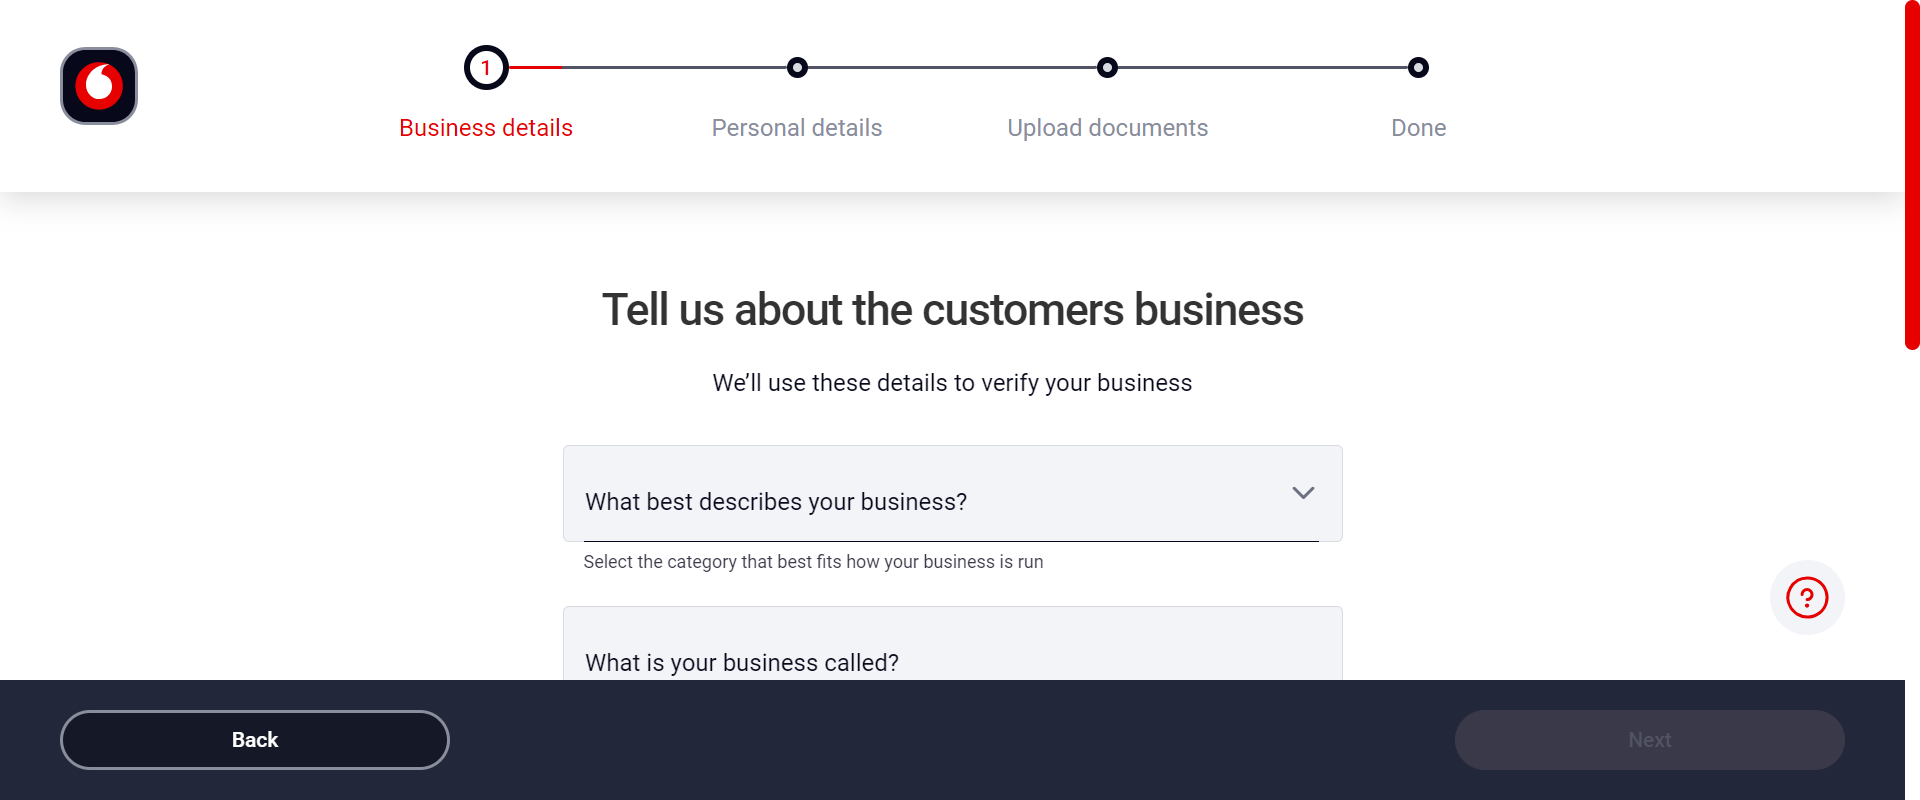 1
Business details
Personal details
Upload documents
Done
Tell us about the customers business
We’ll use these details to verify your business
What best describes your business?
Select the category that best fits how your business is run
?
What is your business called?
Back
Next